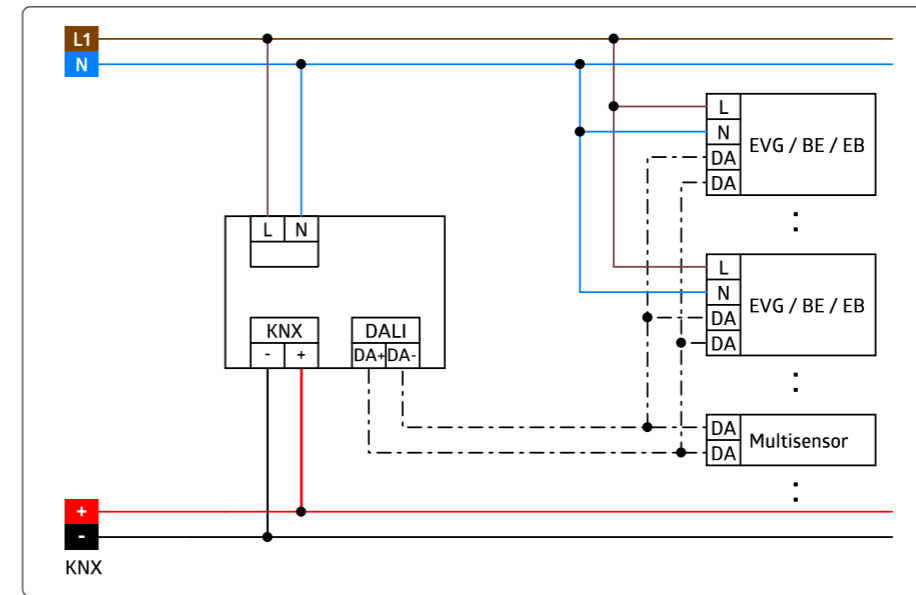 L1
N
L
N
DA
DA
EVG / BE / EB
:
L N
L
N
DA
DA
EVG / BE / EB
KNX
- +
DALI
DA+ DA-
:
DA
DA
Multisensor
:
+
-
KNX